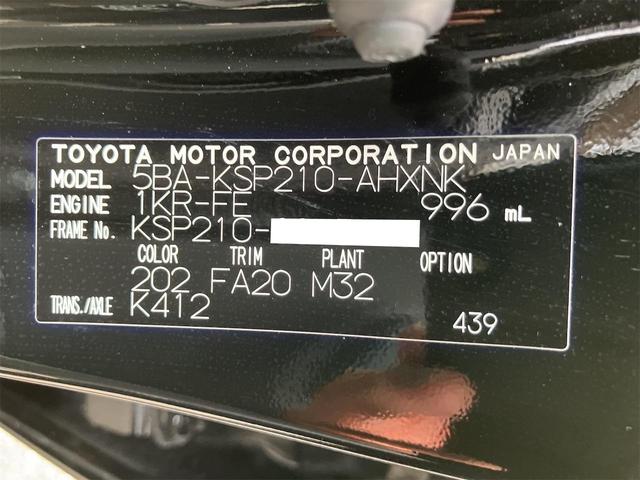 TOYOTA MOTOR CORPORATION JAPAN
MODEL 5BA-KSP210-AHXNK
ENGINE 1KR-FE 996 mL
FRAME No. KSP210-
COLOR TRIM PLANT OPTION
202 FA20 M32
TRANS./AXLE K412
439